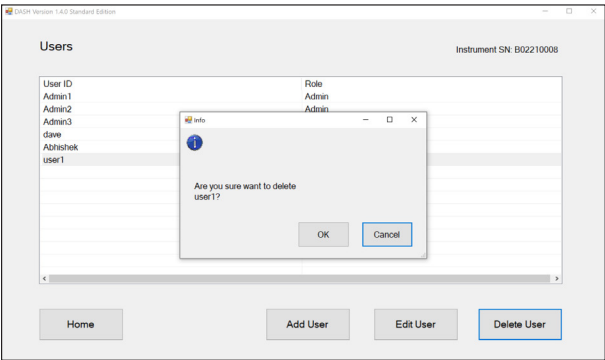 DASH Version 1.4.0 Standard Edition
Users
Instrument SN: B02210008
User ID Role
Admin1 Admin
Admin2 Admin
Admin3
dave
Abhishek
user1
Info
Are you sure want to delete
user1?
OK Cancel
Home Add User Edit User Delete User